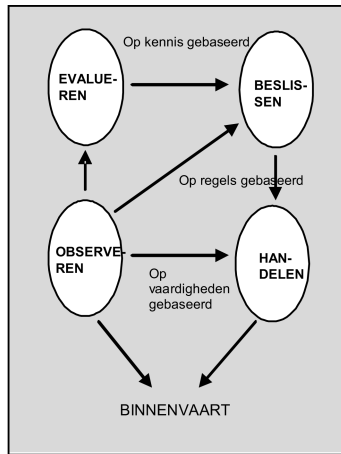 Op kennis gebaseerd
EVALUE-
REN
BESLIS-
SEN
Op regels gebaseerd
OBSERVE-
REN
HAN-
DELEN
Op
vaardigheden
gebaseerd
BINNENVAART